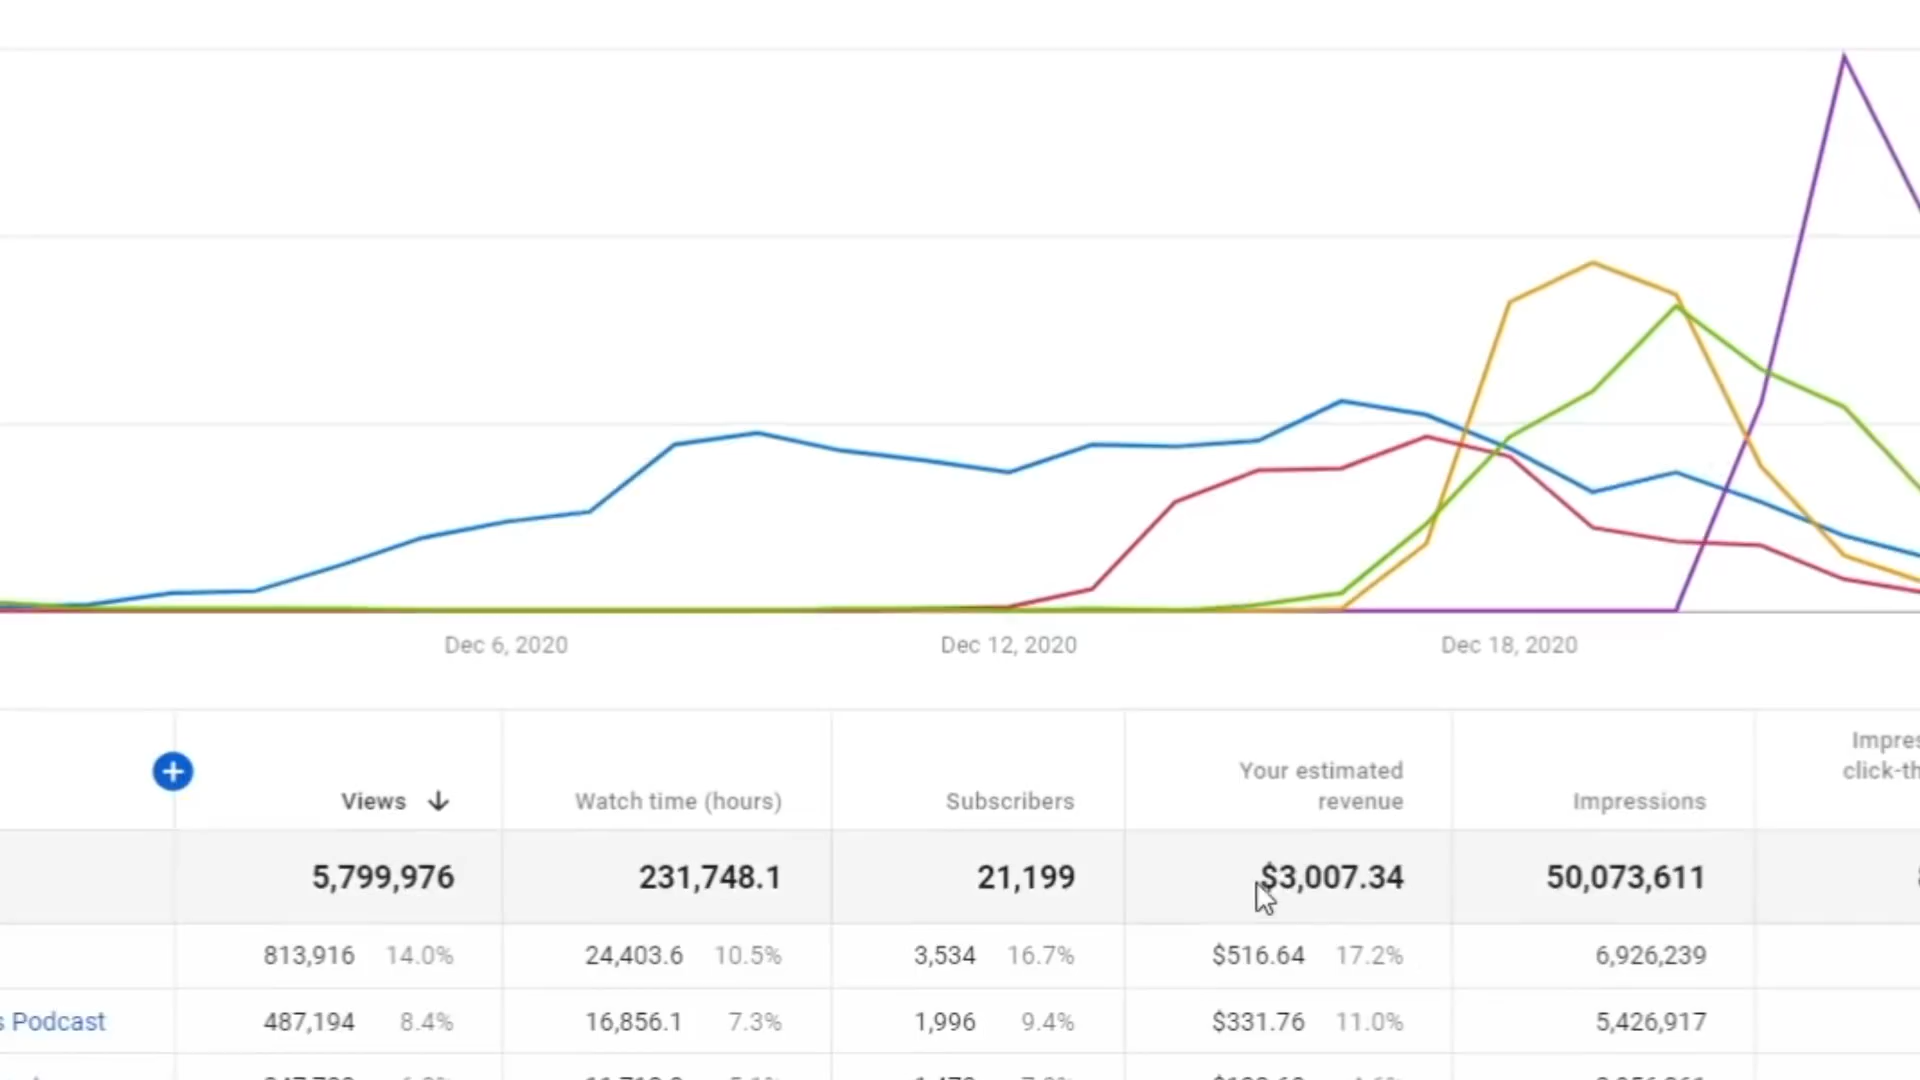 Dec 6, 2020 Dec 12, 2020 Dec 18, 2020
Views Watch time (hours) Subscribers Your estimated revenue Impressions
5,799,976 231,748.1 21,199 $3,007.34 50,073,611
813,916 14.0% 24,403.6 10.5% 3,534 16.7% $516.64 17.2% 6,926,239
s Podcast 487,194 8.4% 16,856.1 7.3% 1,996 9.4% $331.76 11.0% 5,426,917